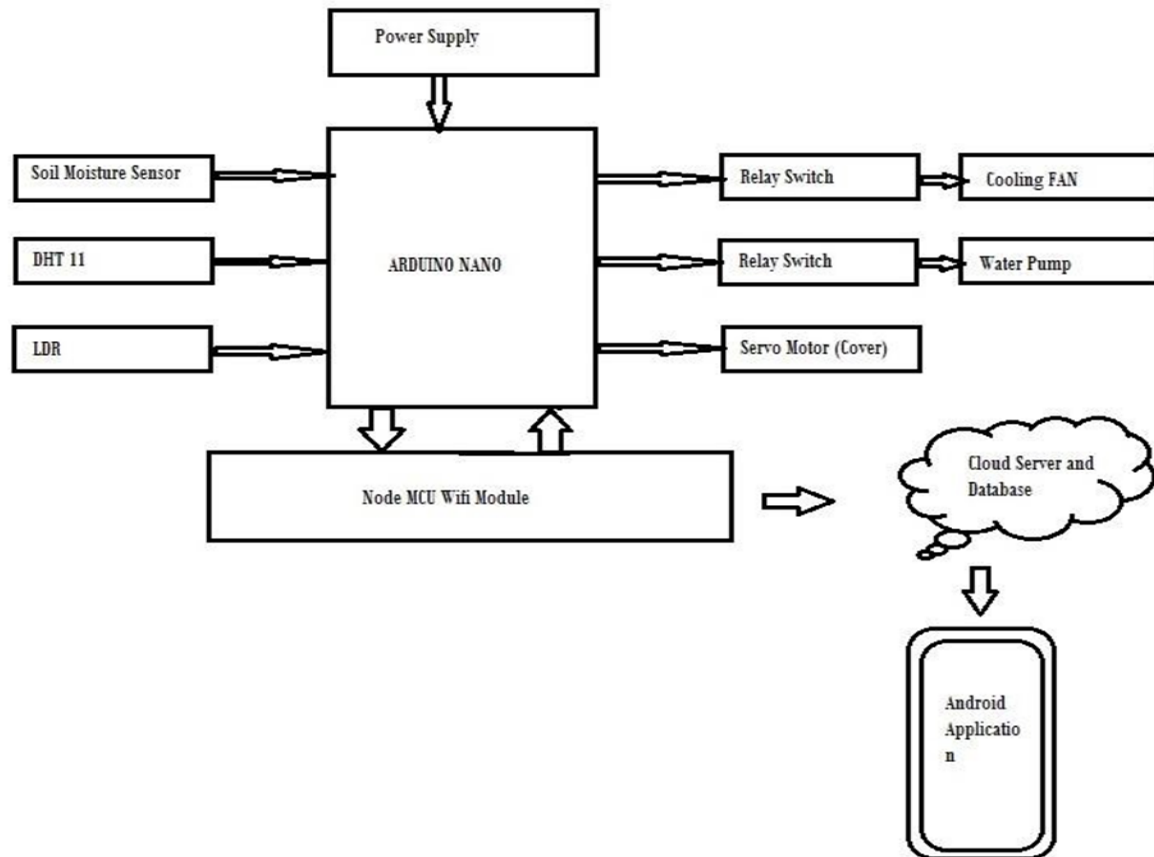 Power Supply
Soil Moisture Sensor
Relay Switch
Cooling FAN
DHT 11
ARDUINO NANO
Relay Switch
Water Pump
LDR
Servo Motor (Cover)
Node MCU Wifi Module
Cloud Server and
Database
Android
Applicatio
n